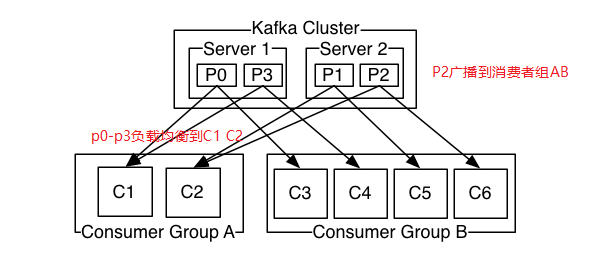 Kafka Cluster
Server 1
Server 2
P0
P3
P1
P2
P2广播到消费者组AB
p0-p3负载均衡到C1 C2
C1
C2
C3
C4
C5
C6
Consumer Group A
Consumer Group B